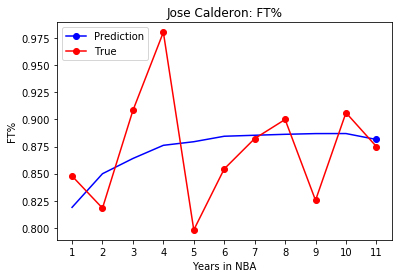 Jose Calderon: FT%
Prediction
True
FT%
0.975
0.950
0.925
0.900
0.875
0.850
0.825
0.800
1 2 3 4 5 6 7 8 9 10 11
Years in NBA